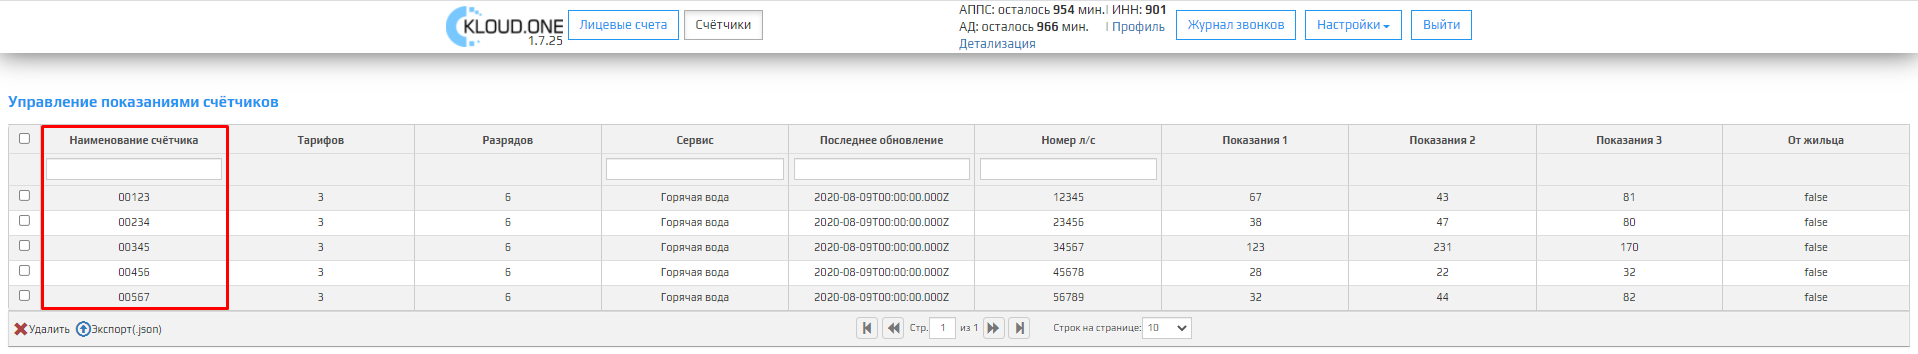 KLOUD.ONE
1.7.25
Лицевые счета
Счётчики
АППС: осталось 954 мин.| ИНН: 901
АД: осталось 966 мин. | Профиль
Детализация
Журнал звонков
Настройки
Выйти
Управление показаниями счётчиков
Наименование счётчика Тарифов Разрядов Сервис Последнее обновление Номер л/с Показания 1 Показания 2 Показания 3 От жильца
00123 3 6 Горячая вода 2020-08-09T00:00:00.000Z 12345 67 43 81 false
00234 3 6 Горячая вода 2020-08-09T00:00:00.000Z 23456 38 47 80 false
00345 3 6 Горячая вода 2020-08-09T00:00:00.000Z 34567 123 231 170 false
00456 3 6 Горячая вода 2020-08-09T00:00:00.000Z 45678 28 22 32 false
00567 3 6 Горячая вода 2020-08-09T00:00:00.000Z 56789 32 44 82 false
Удалить Экспорт(.json) Стр. 1 из 1 Строк на странице: 10